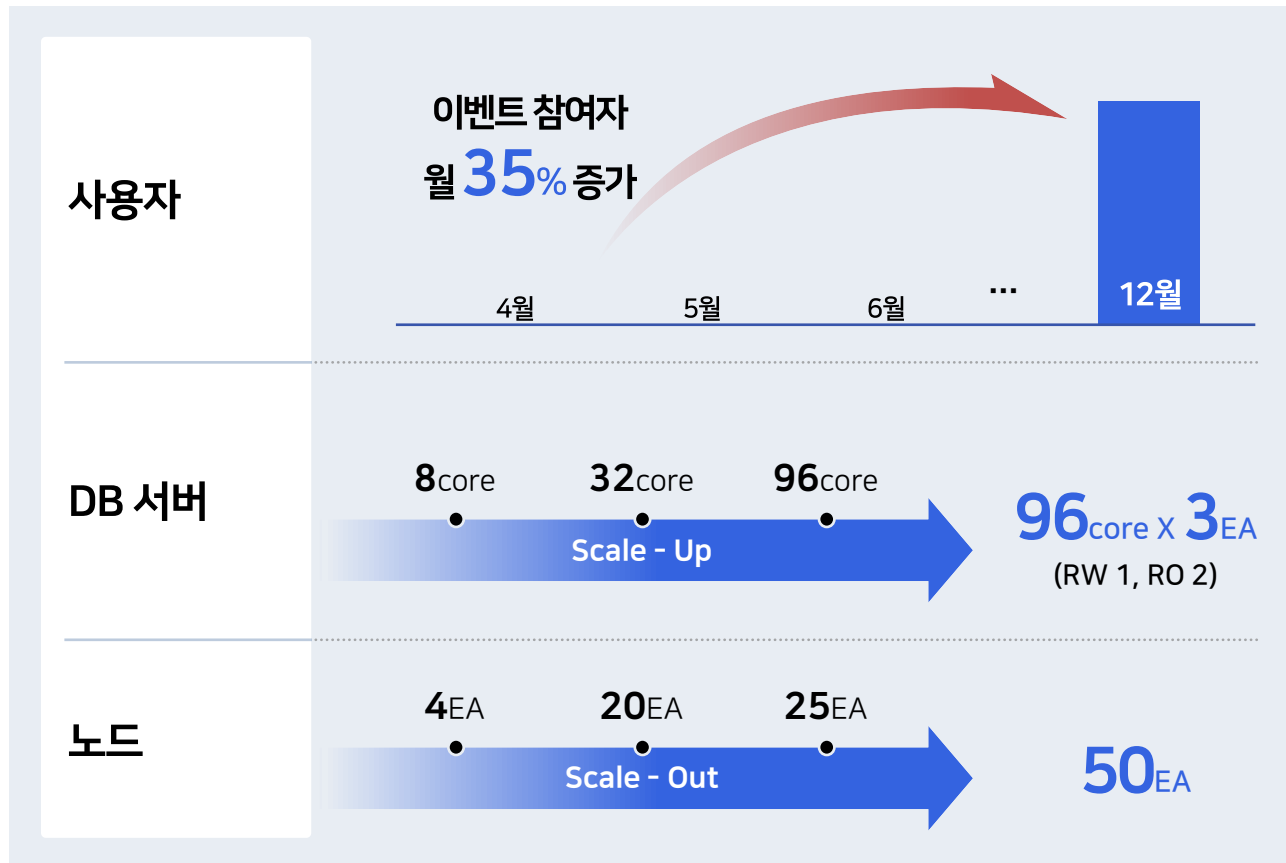 사용자
이벤트 참여자
월 35% 증가
4월 5월 6월 ... 12월
DB 서버
8core 32core 96core
Scale - Up
96core X 3EA
(RW 1, RO 2)
노드
4EA 20EA 25EA
Scale - Out
50EA